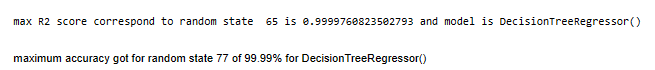 max R2 score correspond to random state  65 is 0.9999760823502793 and model is DecisionTreeRegressor()
maximum accuracy got for random state 77 of 99.99% for DecisionTreeRegressor()